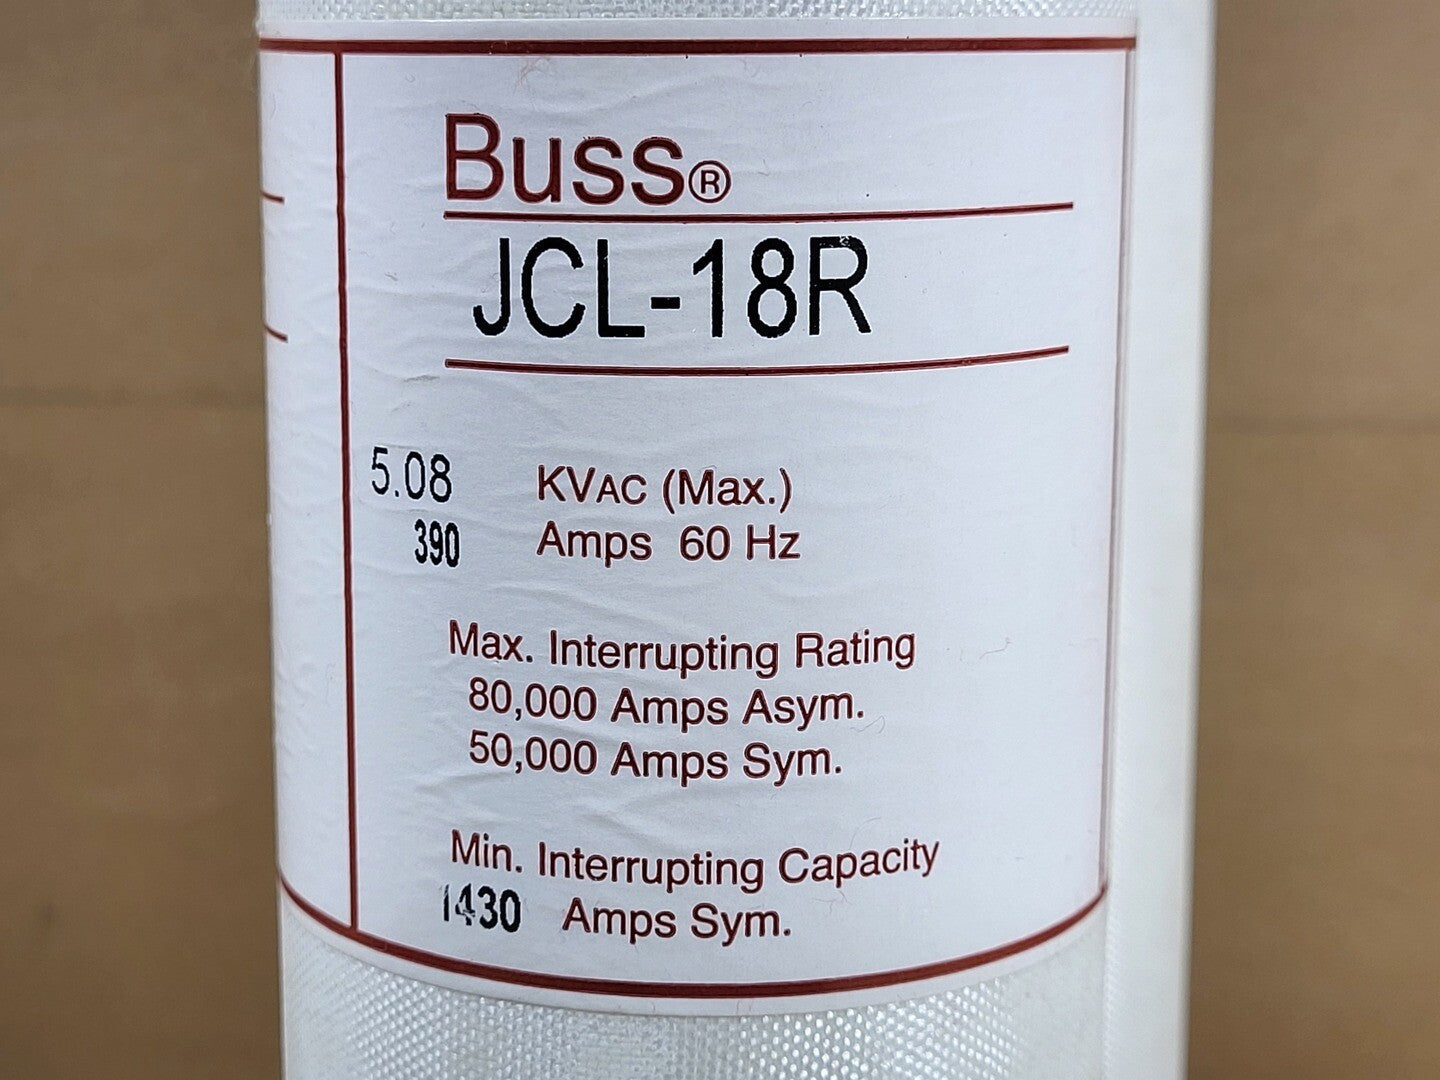 Buss®
JCL-18R
5.08 KVAC (Max.)
390 Amps 60 Hz
Max. Interrupting Rating
80,000 Amps Asym.
50,000 Amps Sym.
Min. Interrupting Capacity
1430 Amps Sym.